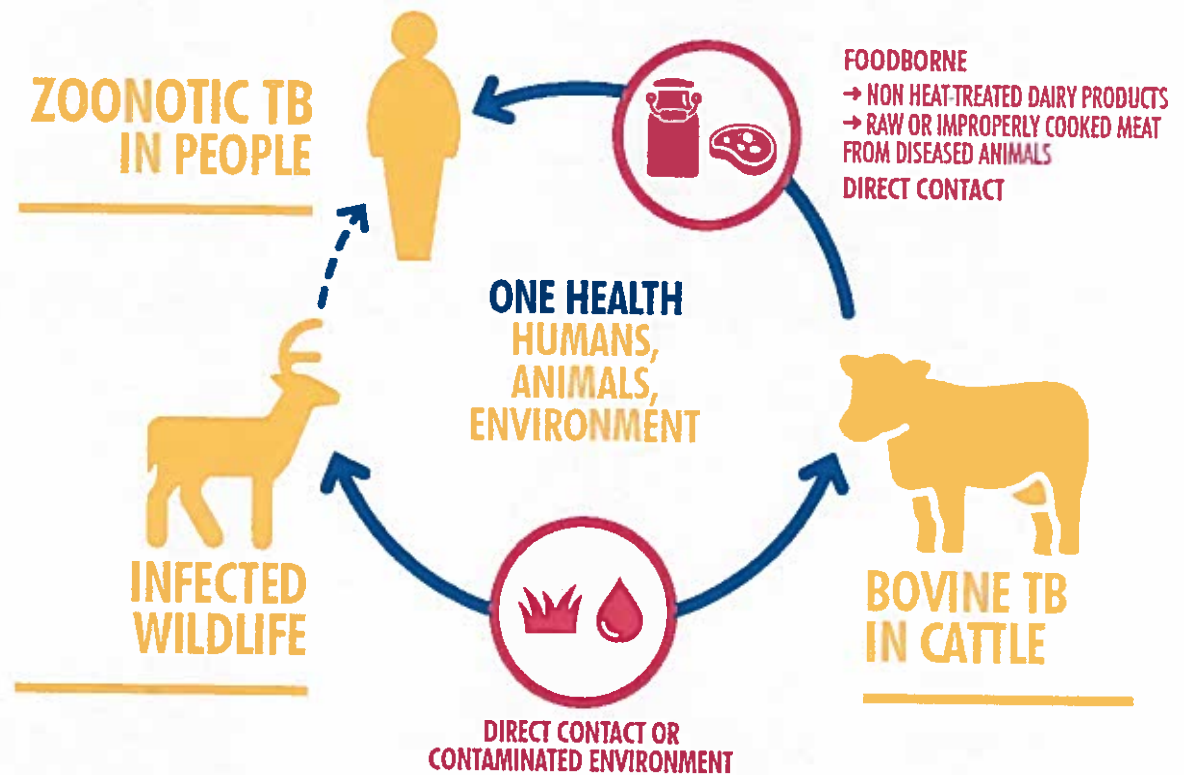 ZOONOTIC TB
IN PEOPLE
FOODBORNE
→ NON HEAT-TREATED DAIRY PRODUCTS
→ RAW OR IMPROPERLY COOKED MEAT
FROM DISEASED ANIMALS
DIRECT CONTACT
ONE HEALTH
HUMANS,
ANIMALS,
ENVIRONMENT
INFECTED
WILDLIFE
BOVINE TB
IN CATTLE
DIRECT CONTACT OR
CONTAMINATED ENVIRONMENT